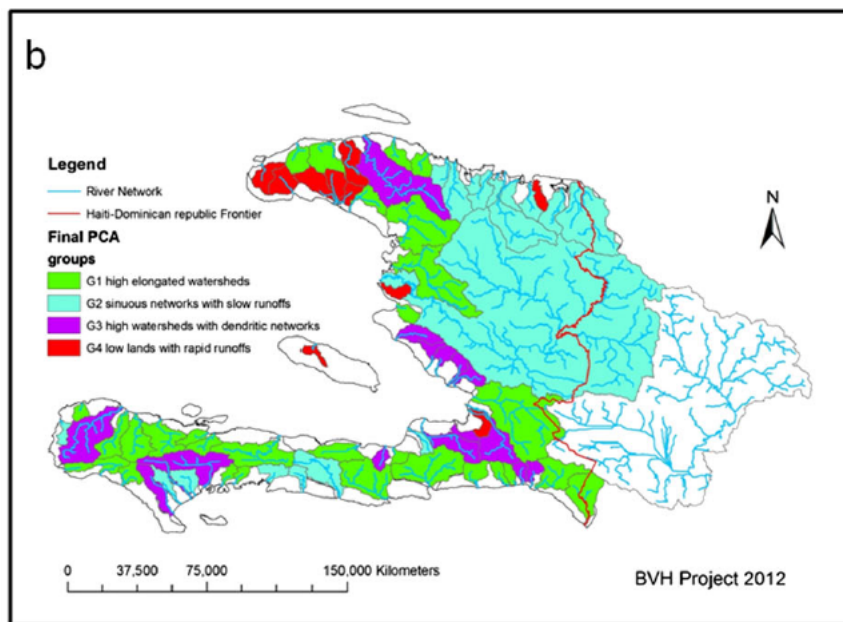 b
Legend
River Network
Haiti-Dominican republic Frontier
Final PCA
groups
G1 high elongated watersheds
G2 sinuous networks with slow runoffs
G3 high watersheds with dendritic networks
G4 low lands with rapid runoffs
N
0 37,500 75,000 150,000 Kilometers
BVH Project 2012